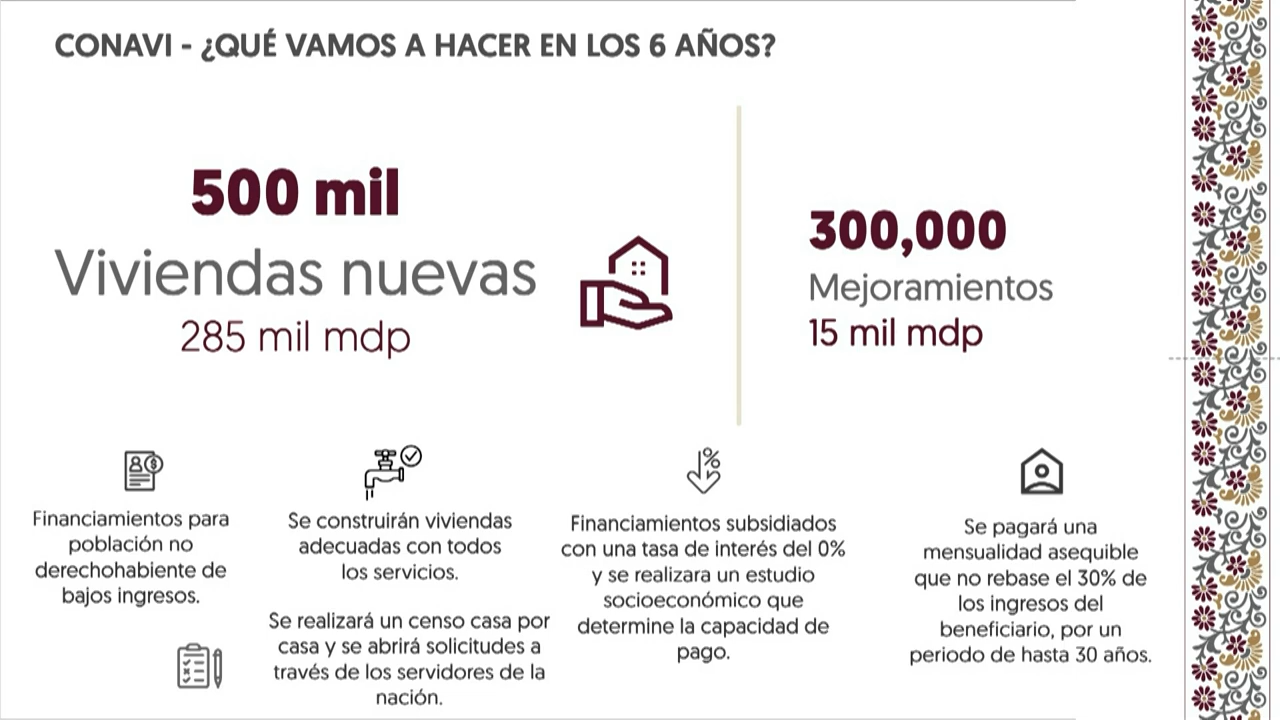 CONAVI - ¿QUÉ VAMOS A HACER EN LOS 6 AÑOS?
500 mil
Viviendas nuevas
285 mil mdp
300,000
Mejoramientos
15 mil mdp
Financiamientos para
población no
derechohabiente de
bajos ingresos.
Se construirán viviendas
adecuadas con todos
los servicios.
Se realizará un censo casa por
casa y se abrirá solicitudes a
través de los servidores de la
nación.
Financiamientos subsidiados
con una tasa de interés del 0%
y se realizara un estudio
socioeconómico que
determine la capacidad de
pago.
Se pagará una
mensualidad asequible
que no rebase el 30% de
los ingresos del
beneficiario, por un
periodo de hasta 30 años.